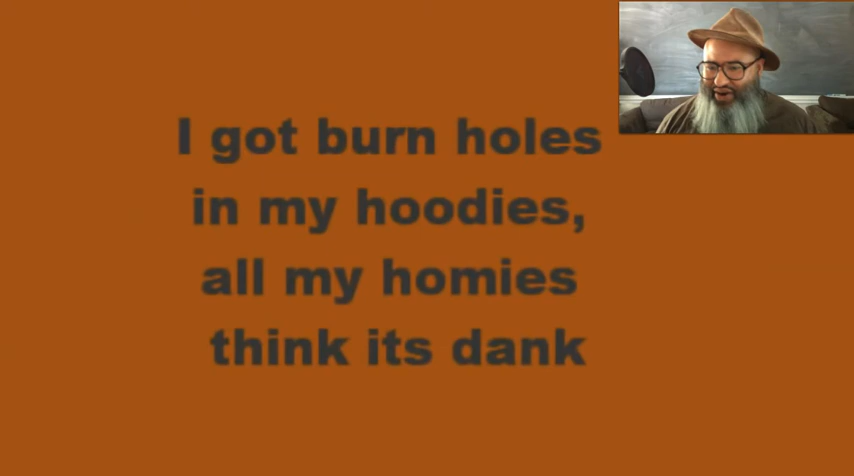 I got burn holes
in my hoodies,
all my homies
think its dank